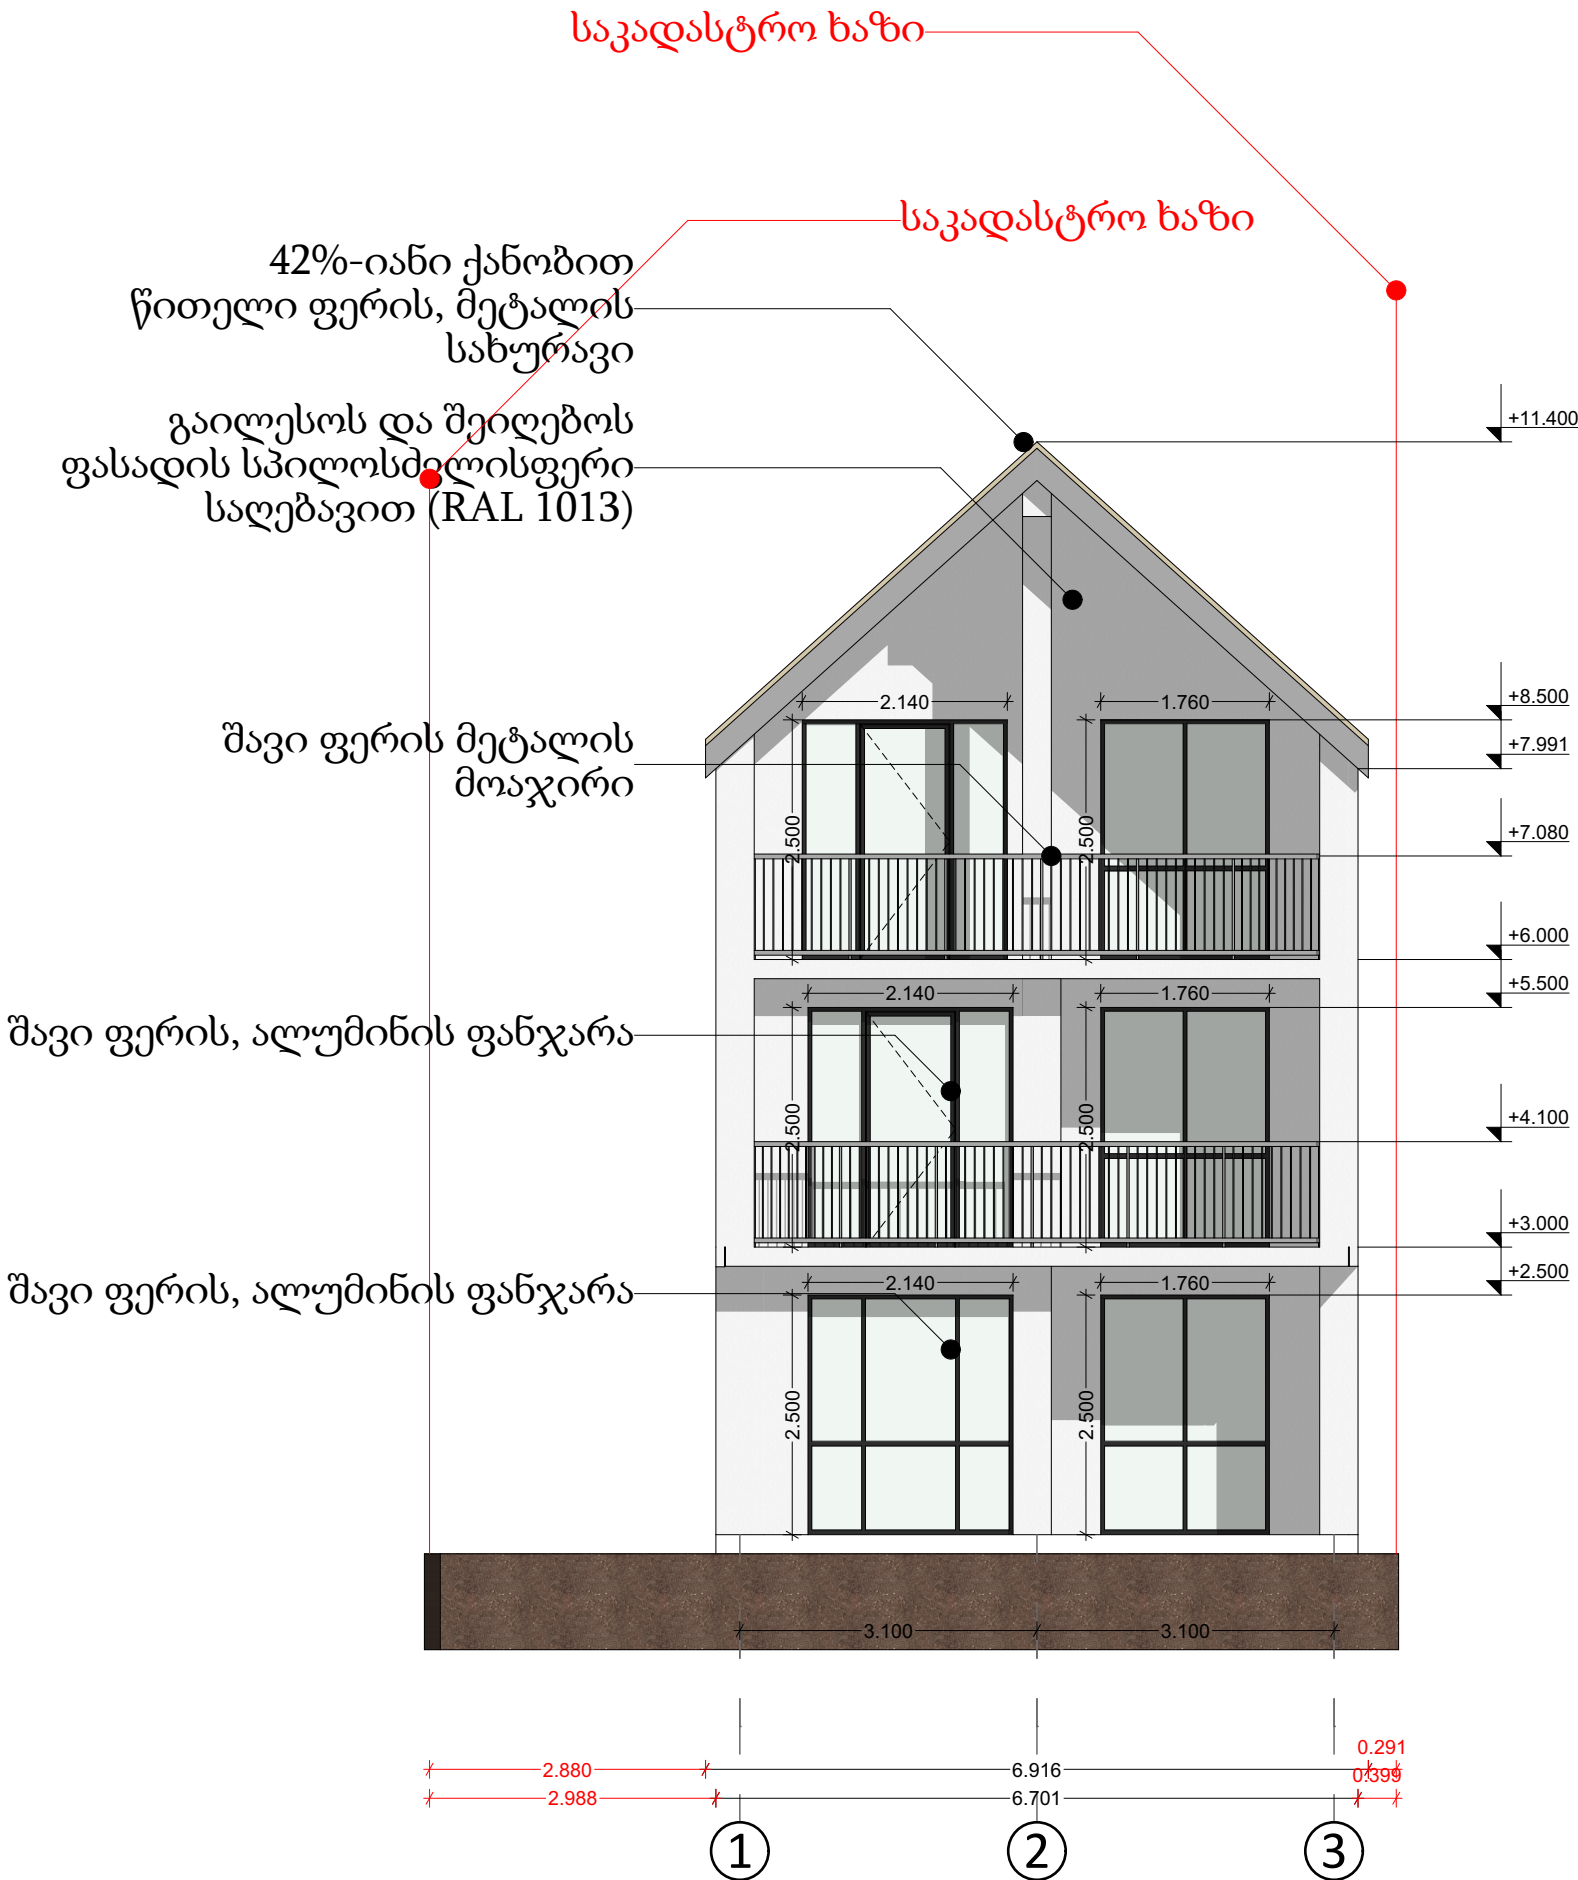 საკადასტრო ხაზი
საკადასტრო ხაზი
42%-იანი ქანობით
წითელი ფერის, მეტალის
სახურავი
გაილესოს და შეიღებოს
ფასადის სპილოსძვლისფერი
საღებავით (RAL 1013)
შავი ფერის მეტალის
მოაჯირი
შავი ფერის, ალუმინის ფანჯარა
შავი ფერის, ალუმინის ფანჯარა
+11.400
+8.500
+7.991
+7.080
+6.000
+5.500
+4.100
+3.000
+2.500
2.140
1.760
2.500
2.500
2.140
1.760
2.500
2.500
2.140
1.760
2.500
2.500
3.100
3.100
0.291
2.880
6.916
0.399
2.988
6.701
1
2
3